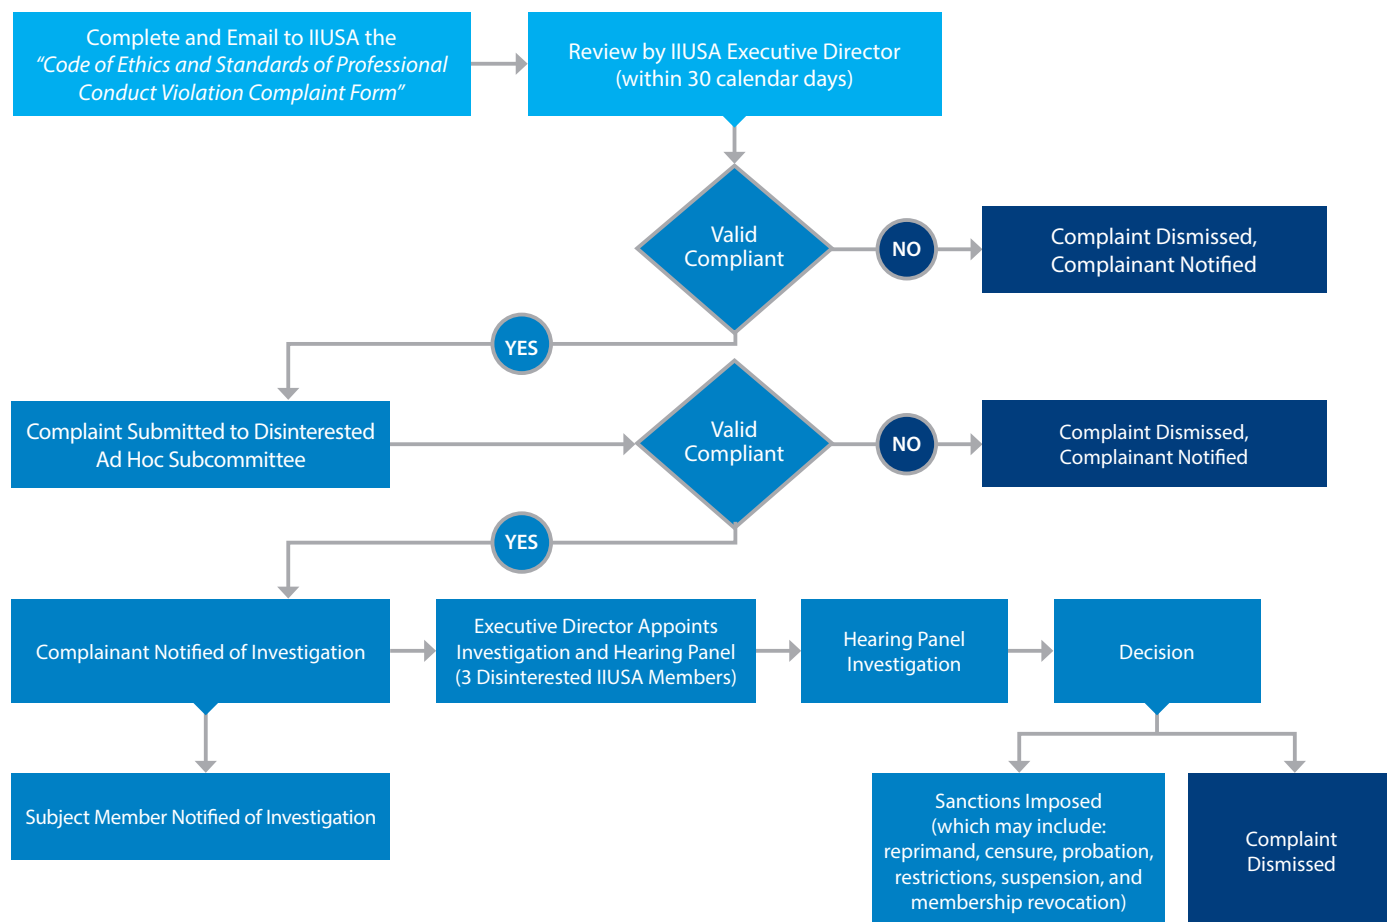 Complete and Email to IIUSA the
“Code of Ethics and Standards of Professional
Conduct Violation Complaint Form”
Review by IIUSA Executive Director
(within 30 calendar days)
Valid
Compliant
NO
Complaint Dismissed,
Complainant Notified
YES
Complaint Submitted to Disinterested
Ad Hoc Subcommittee
Valid
Compliant
NO
Complaint Dismissed,
Complainant Notified
YES
Complainant Notified of Investigation
Executive Director Appoints
Investigation and Hearing Panel
(3 Disinterested IIUSA Members)
Hearing Panel
Investigation
Decision
Subject Member Notified of Investigation
Sanctions Imposed
(which may include:
reprimand, censure, probation,
restrictions, suspension, and
membership revocation)
Complaint
Dismissed